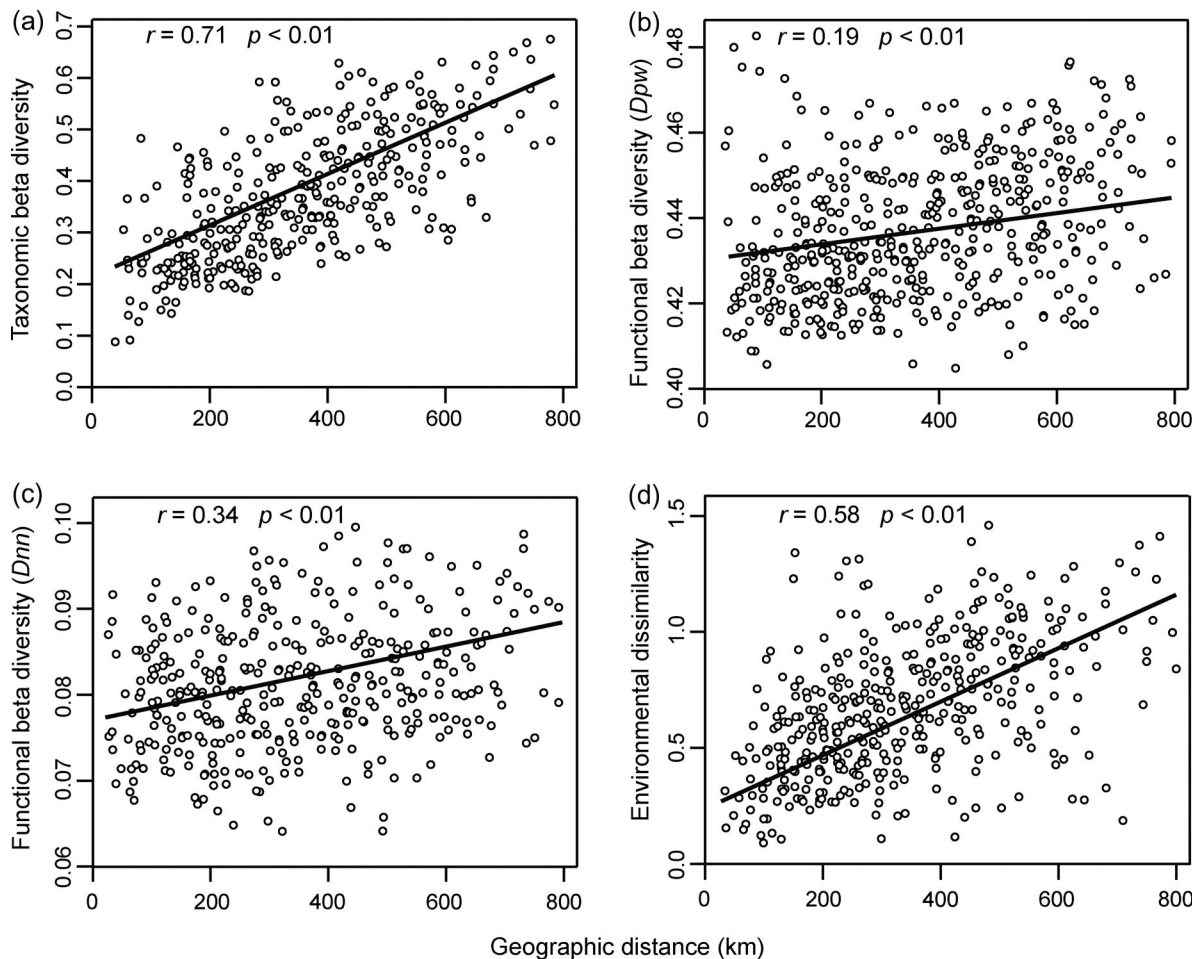 (a)
r = 0.71 p < 0.01
Taxonomic beta diversity
0.7
0.6
0.5
0.4
0.3
0.2
0.1
0.0
0 200 400 600 800
(b)
r = 0.19 p < 0.01
Functional beta diversity (Dpw)
0.48
0.46
0.44
0.42
0.40
0 100 200 400 600 800
(c)
r = 0.34 p < 0.01
Functional beta diversity (Dnn)
0.10
0.09
0.08
0.07
0.06
0 200 400 600 800
(d)
r = 0.58 p < 0.01
Environmental dissimilarity
1.5
1.0
0.5
0.0
0 100 200 400 600 800
Geographic distance (km)